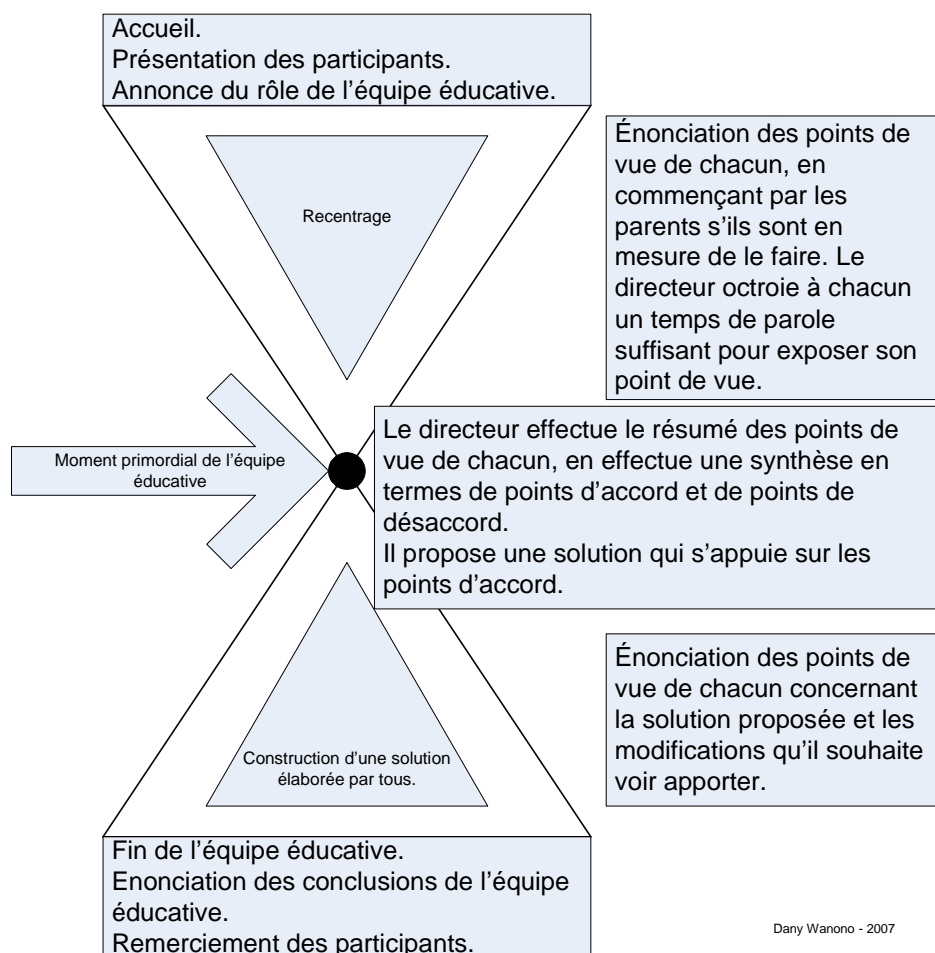 Accueil.
Présentation des participants.
Annonce du rôle de l’équipe éducative.
Recentrage
Énonciation des points de
vue de chacun, en
commençant par les
parents s’ils sont en
mesure de le faire. Le
directeur octroie à chacun
un temps de parole
suffisant pour exposer son
point de vue.
Moment primordial de l’équipe
éducative
Le directeur effectue le résumé des points de
vue de chacun, en effectue une synthèse en
termes de points d’accord et de points de
désaccord.
Il propose une solution qui s’appuie sur les
points d’accord.
Énonciation des points de
vue de chacun concernant
la solution proposée et les
modifications qu’il souhaite
voir apporter.
Construction d’une solution
élaborée par tous.
Fin de l’équipe éducative.
Enonciation des conclusions de l’équipe
éducative.
Remerciement des participants.
Dany Wanono - 2007